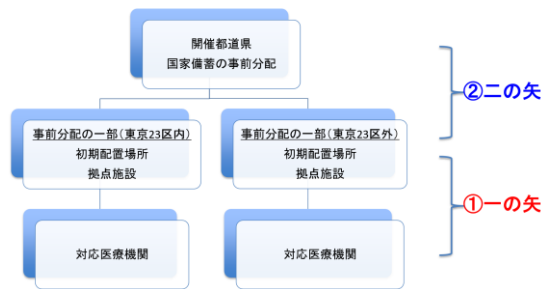 開催都道県
国家備蓄の事前分配
②二の矢
事前分配の一部(東京23区内)
初期配置場所
拠点施設
事前分配の一部(東京23区外)
初期配置場所
拠点施設
①一の矢
対応医療機関
対応医療機関